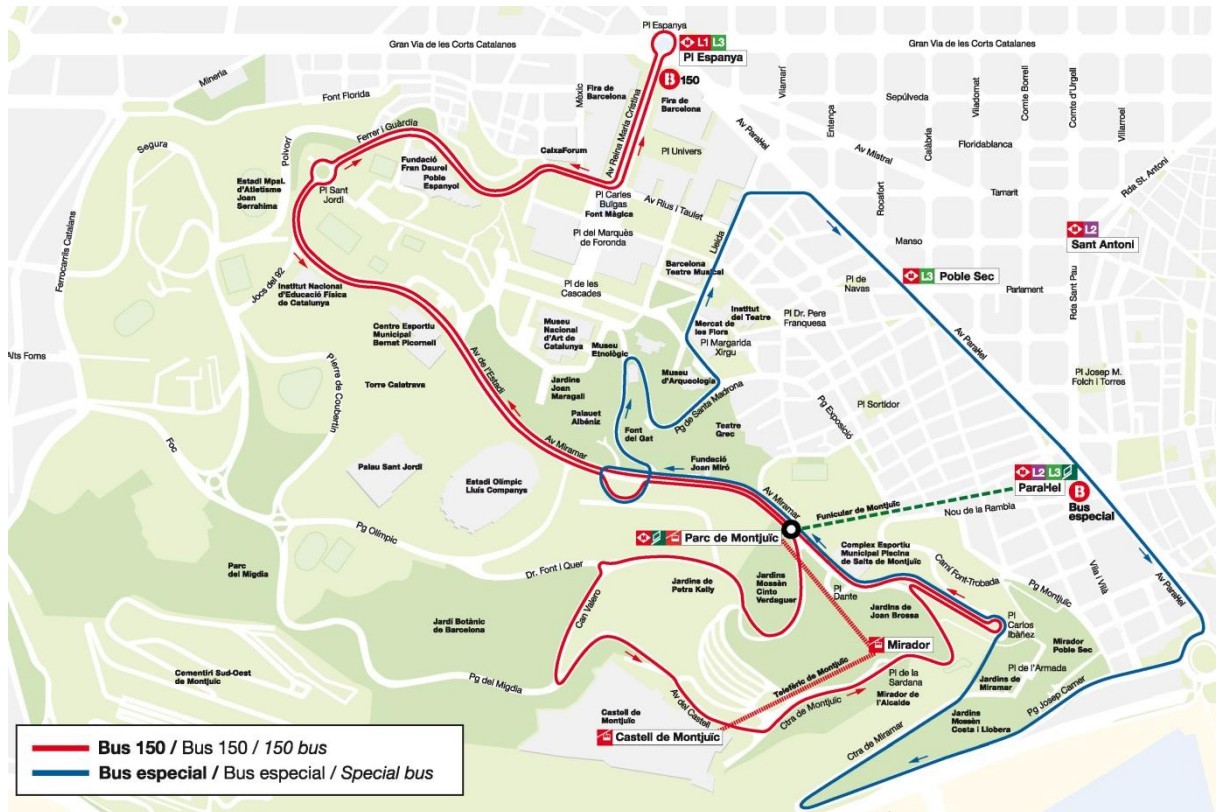 Pl Espanya
Gran Via de les Corts Catalanes
L1 L3
Pl Espanya
Gran Via de les Corts Catalanes
B 150
Mineria
Font Florida
Mèxic
Fira de
Barcelona
Fira de
Barcelona
Av Reina Maria Cristina
Vilamarí
Entença
Sepúlveda
Calàbria
Viladomat
Comte Borrell
Comte d'Urgell
Villarroel
Floridablanca
Av Paral·lel
Av Mistral
Rocafort
Tamarit
Rda St. Antoni
Segura
Polvorí
Ferrer i Guàrdia
CaixaForum
Pl Univers
Estadi Mpal.
d'Atletisme
Joan
Serrahima
Pl Sant
Jordi
Fundació
Fran Daurel
Poble
Espanyol
Pl Carles
Buïgas
Font Màgica
Av Rius i Taulet
Pl del Marquès
de Foronda
Lleida
Manso
M L2
Sant Antoni
Ferrocarrils Catalans
Jocs del 92
Institut Nacional
d'Educació Física
de Catalunya
Pl de les
Cascades
Barcelona
Teatre Musical
Pl de
Navas
M L3 Poble Sec
Parlament
Rda Sant Pau
Centre Esportiu
Municipal
Bernat Picornell
Museu
Nacional
d'Art de
Catalunya
Museu
Etnològic
Mercat de
les Flors
Institut
del Teatre
Pl Dr. Pere
Franquesa
Pl Margarida
Xirgu
Av Paral·lel
Alts Forns
Pierre de Coubertin
Torre Calatrava
Av de l'Estadi
Jardins
Joan
Maragall
Museu
d'Arqueologia
Pl Josep M.
Folch i Torres
Palauet
Albéniz
Font
del Gat
Pg de Santa Madrona
Teatre
Grec
Pg Exposició
Pl Sortidor
Foc
Av Miramar
Palau Sant Jordi
Estadi Olímpic
Lluís Companys
Fundació
Joan Miró
Av Miramar
Funicular de Montjuïc
M L2 L3
Paral·lel
B
Bus
especial
Nou de la Rambla
Pg Olímpic
M Parc de Montjuïc
Complex Esportiu
Municipal Piscina
de Salts de Montjuïc
Camí Font-Trobada
Pg Montjuïc
Vila i Vilà
Av Paral·lel
Parc
del Migdia
Dr. Font i Quer
Jardins de
Petra Kelly
Jardins
Mossèn
Cinto
Verdaguer
Pl
Dante
Jardins de
Joan Brossa
Pl
Carlos
Ibáñez
Can Valero
Jardí Botànic
de Barcelona
Mirador
Mirador
Poble Sec
Pl de l'Armada
Cementiri Sud-Oest
de Montjuïc
Pg del Migdia
Telefèric de Montjuïc
Pl de la
Sardana
Mirador de
l'Alcalde
Jardins de
Miramar
Av del Castell
Ctra de Montjuïc
Pg Josep Carner
Castell de
Montjuïc
Castell de Montjuïc
Jardins
Mossèn
Costa i Llobera
Ctra de Miramar
Bus 150 / Bus 150 / 150 bus
Bus especial / Bus especial / Special bus